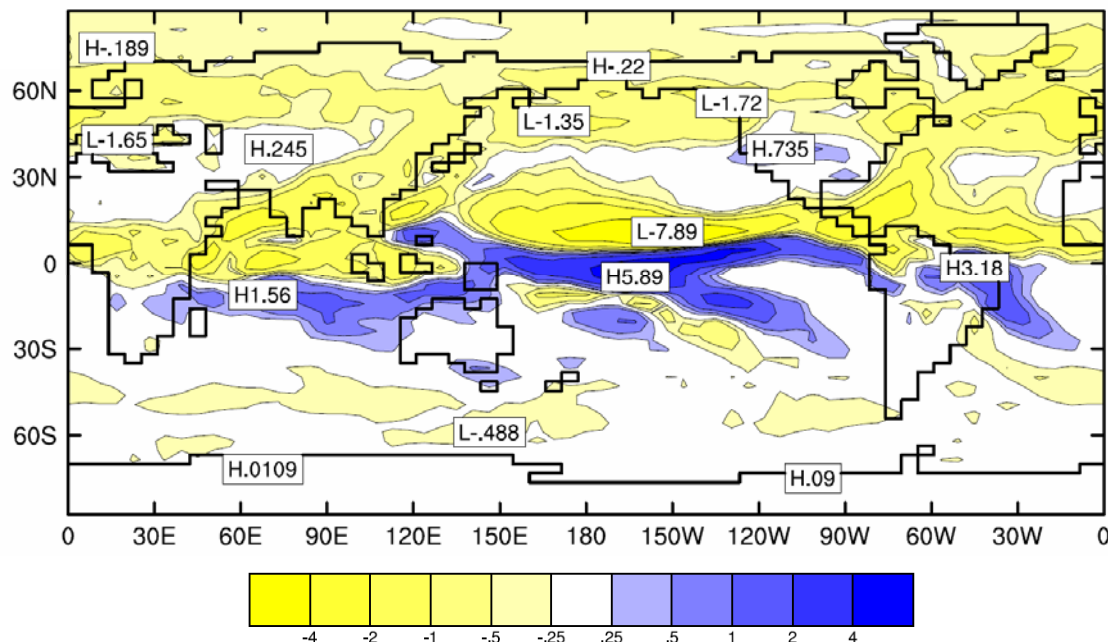 H-.189
H-.22
60N
L-1.72
L-1.35
L-1.65
H.245
H.735
30N
L-7.89
0
H5.89
H3.18
H1.56
30S
60S
L-.488
H.0109
H.09
0 30E 60E 90E 120E 150E 180 150W 120W 90W 60W 30W 0
-4 -2 -1 -.5 -.25 .25 .5 1 2 4